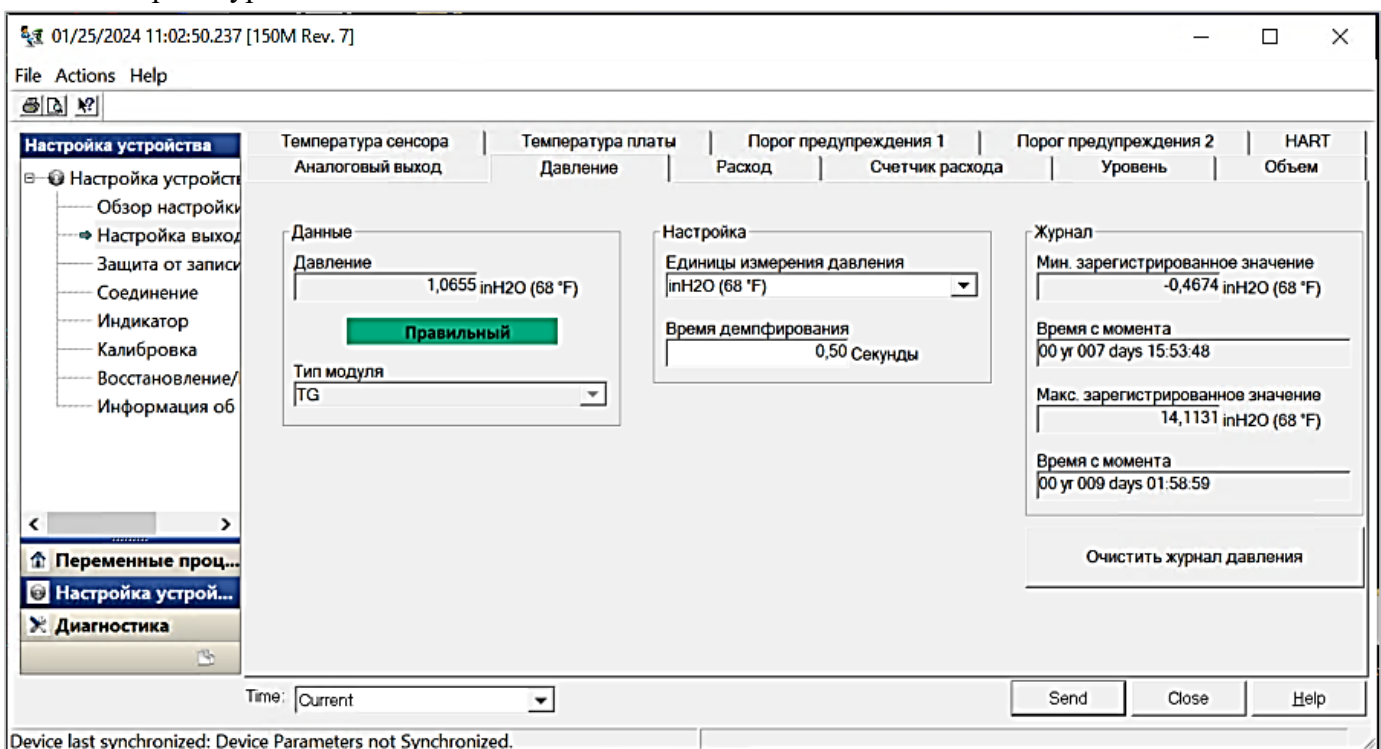 01/25/2024 11:02:50.237 [150M Rev. 7]
File Actions Help
Настройка устройства
Настройка устройств
Обзор настройки
Настройка выход
Защита от записи
Соединение
Индикатор
Калибровка
Восстановление/
Информация об
Переменные проц...
Настройка устрой...
Диагностика
Температура сенсора Температура платы Порог предупреждения 1 Порог предупреждения 2 HART
Аналоговый выход Давление Расход Счетчик расхода Уровень Объем
Данные
Давление
1,0655 inH2O (68 °F)
Правильный
Тип модуля
TG
Настройка
Единицы измерения давления
inH2O (68 °F)
Время демпфирования
0,50 Секунды
Журнал
Мин. зарегистрированное значение
-0,4674 inH2O (68 °F)
Время с момента
00 yr 007 days 15:53:48
Макс. зарегистрированное значение
14,1131 inH2O (68 °F)
Время с момента
00 yr 009 days 01:58:59
Очистить журнал давления
Time: Current
Send Close Help
Device last synchronized: Device Parameters not Synchronized.